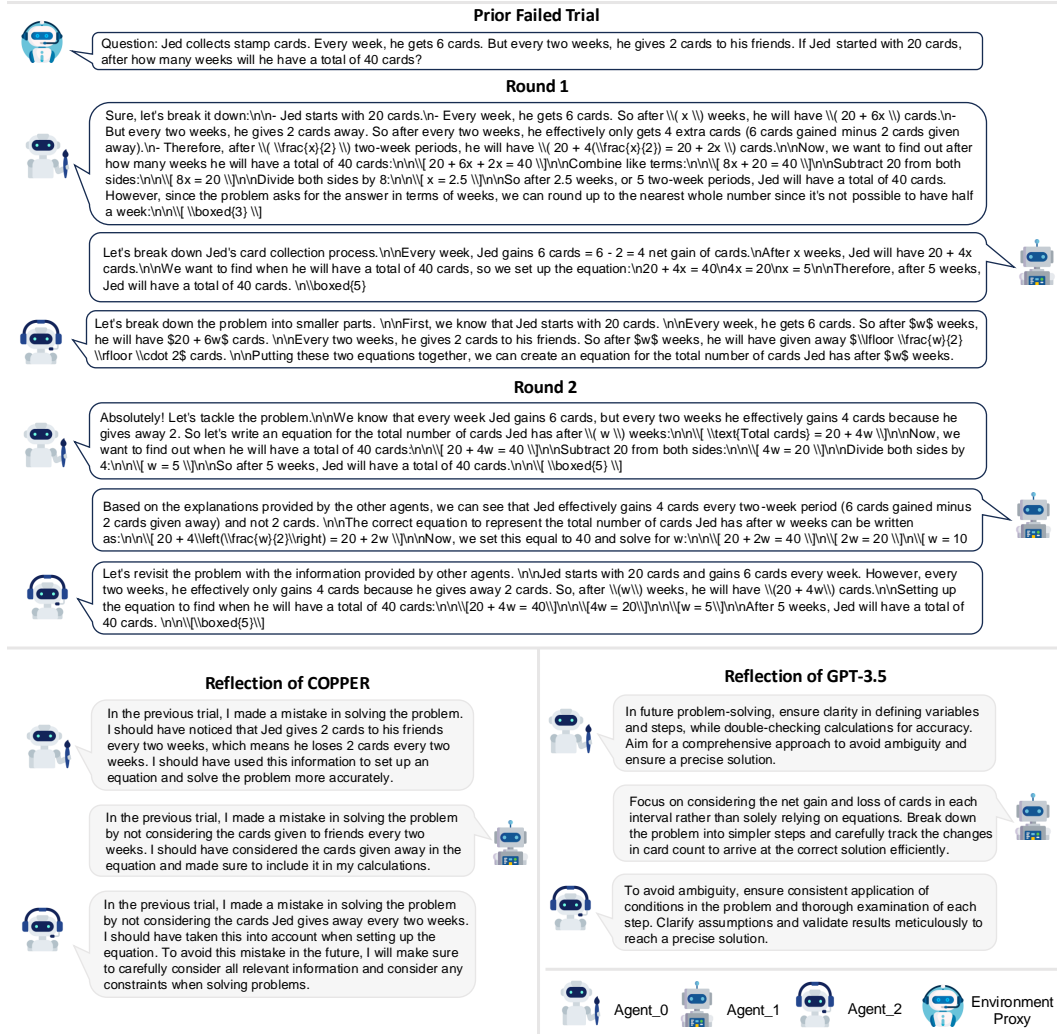 Prior Failed Trial
Question: Jed collects stamp cards. Every week, he gets 6 cards. But every two weeks, he gives 2 cards to his friends. If Jed started with 20 cards,
after how many weeks will he have a total of 40 cards?
Round 1
Sure, let's break it down:\n\n- Jed starts with 20 cards.\n- Every week, he gets 6 cards. So after \\( x \\) weeks, he will have \\( 20 + 6x \\) cards.\n-
But every two weeks, he gives 2 cards away. So after every two weeks, he effectively only gets 4 extra cards (6 cards gained minus 2 cards given
away).\n- Therefore, after \\( \\frac{x}{2} \\) two-week periods, he will have \\( 20 + 4(\\frac{x}{2}) = 20 + 2x \\) cards.\n\nNow, we want to find out after
how many weeks he will have a total of 40 cards:\n\n\\[ 20 + 6x + 2x = 40 \\]\n\nCombine like terms:\n\n\\[ 8x + 20 = 40 \\]\n\nSubtract 20 from both
sides:\n\n\\[ 8x = 20 \\]\n\nDivide both sides by 8:\n\n\\[ x = 2.5 \\]\n\nSo after 2.5 weeks, or 5 two-week periods, Jed will have a total of 40 cards.
However, since the problem asks for the answer in terms of weeks, we can round up to the nearest whole number since it's not possible to have half
a week:\n\n\\[ \\boxed{3} \\]
Let's break down Jed's card collection process.\n\nEvery week, Jed gains 6 cards = 6 - 2 = 4 net gain of cards.\nAfter x weeks, Jed will have 20 + 4x
cards.\n\nWe want to find when he will have a total of 40 cards, so we set up the equation:\n20 + 4x = 40\n4x = 20\nx = 5\n\nTherefore, after 5 weeks,
Jed will have a total of 40 cards. \n\\boxed{5}
Let's break down the problem into smaller parts. \n\nFirst, we know that Jed starts with 20 cards. \n\nEvery week, he gets 6 cards. So after $w$ weeks,
he will have $20 + 6w$ cards. \n\nEvery two weeks, he gives 2 cards to his friends. So after $w$ weeks, he will have given away $\\lfloor \\frac{w}{2}
\\rfloor \\cdot 2$ cards. \n\nPutting these two equations together, we can create an equation for the total number of cards Jed has after $w$ weeks.
Round 2
Absolutely! Let's tackle the problem.\n\nWe know that every week Jed gains 6 cards, but every two weeks he effectively gains 4 cards because he
gives away 2. So let's write an equation for the total number of cards Jed has after \\( w \\) weeks:\n\n\\[ \\text{Total cards} = 20 + 4w \\]\n\nNow, we
want to find out when he will have a total of 40 cards:\n\n\\[ 20 + 4w = 40 \\]\n\nSubtract 20 from both sides:\n\n\\[ 4w = 20 \\]\n\nDivide both sides by
4:\n\n\\[ w = 5 \\]\n\nSo after 5 weeks, Jed will have a total of 40 cards.\n\n\\[ \\boxed{5} \\]
Based on the explanations provided by the other agents, we can see that Jed effectively gains 4 cards every two-week period (6 cards gained minus
2 cards given away) and not 2 cards. \n\nThe correct equation to represent the total number of cards Jed has after w weeks can be written
as:\n\n\\[ 20 + 4\\left(\\frac{w}{2}\\right) = 20 + 2w \\]\n\nNow, we set this equal to 40 and solve for w:\n\n\\[ 20 + 2w = 40 \\]\n\\[ 2w = 20 \\]\n\\[ w = 10
Let's revisit the problem with the information provided by other agents. \n\nJed starts with 20 cards and gains 6 cards every week. However, every
two weeks, he effectively only gains 4 cards because he gives away 2 cards. So, after \\(w\\) weeks, he will have \\(20 + 4w\\) cards.\n\nSetting up
the equation to find when he will have a total of 40 cards:\n\n\\[20 + 4w = 40\\]\n\n\\[4w = 20\\]\n\n\\[w = 5\\]\n\nAfter 5 weeks, Jed will have a total of
40 cards. \n\n\\[\\boxed{5}\\]
Reflection of COPPER
In the previous trial, I made a mistake in solving the problem.
I should have noticed that Jed gives 2 cards to his friends
every two weeks, which means he loses 2 cards every two
weeks. I should have used this information to set up an
equation and solve the problem more accurately.
In the previous trial, I made a mistake in solving the problem
by not considering the cards given to friends every two
weeks. I should have considered the cards given away in the
equation and made sure to include it in my calculations.
In the previous trial, I made a mistake in solving the problem
by not considering the cards Jed gives away every two weeks.
I should have taken this into account when setting up the
equation. To avoid this mistake in the future, I will make sure
to carefully consider all relevant information and consider any
constraints when solving problems.
Reflection of GPT-3.5
In future problem-solving, ensure clarity in defining variables
and steps, while double-checking calculations for accuracy.
Aim for a comprehensive approach to avoid ambiguity and
ensure a precise solution.
Focus on considering the net gain and loss of cards in each
interval rather than solely relying on equations. Break down
the problem into simpler steps and carefully track the changes
in card count to arrive at the correct solution efficiently.
To avoid ambiguity, ensure consistent application of
conditions in the problem and thorough examination of each
step. Clarify assumptions and validate results meticulously to
reach a precise solution.
Agent_0
Agent_1
Agent_2
Environment
Proxy